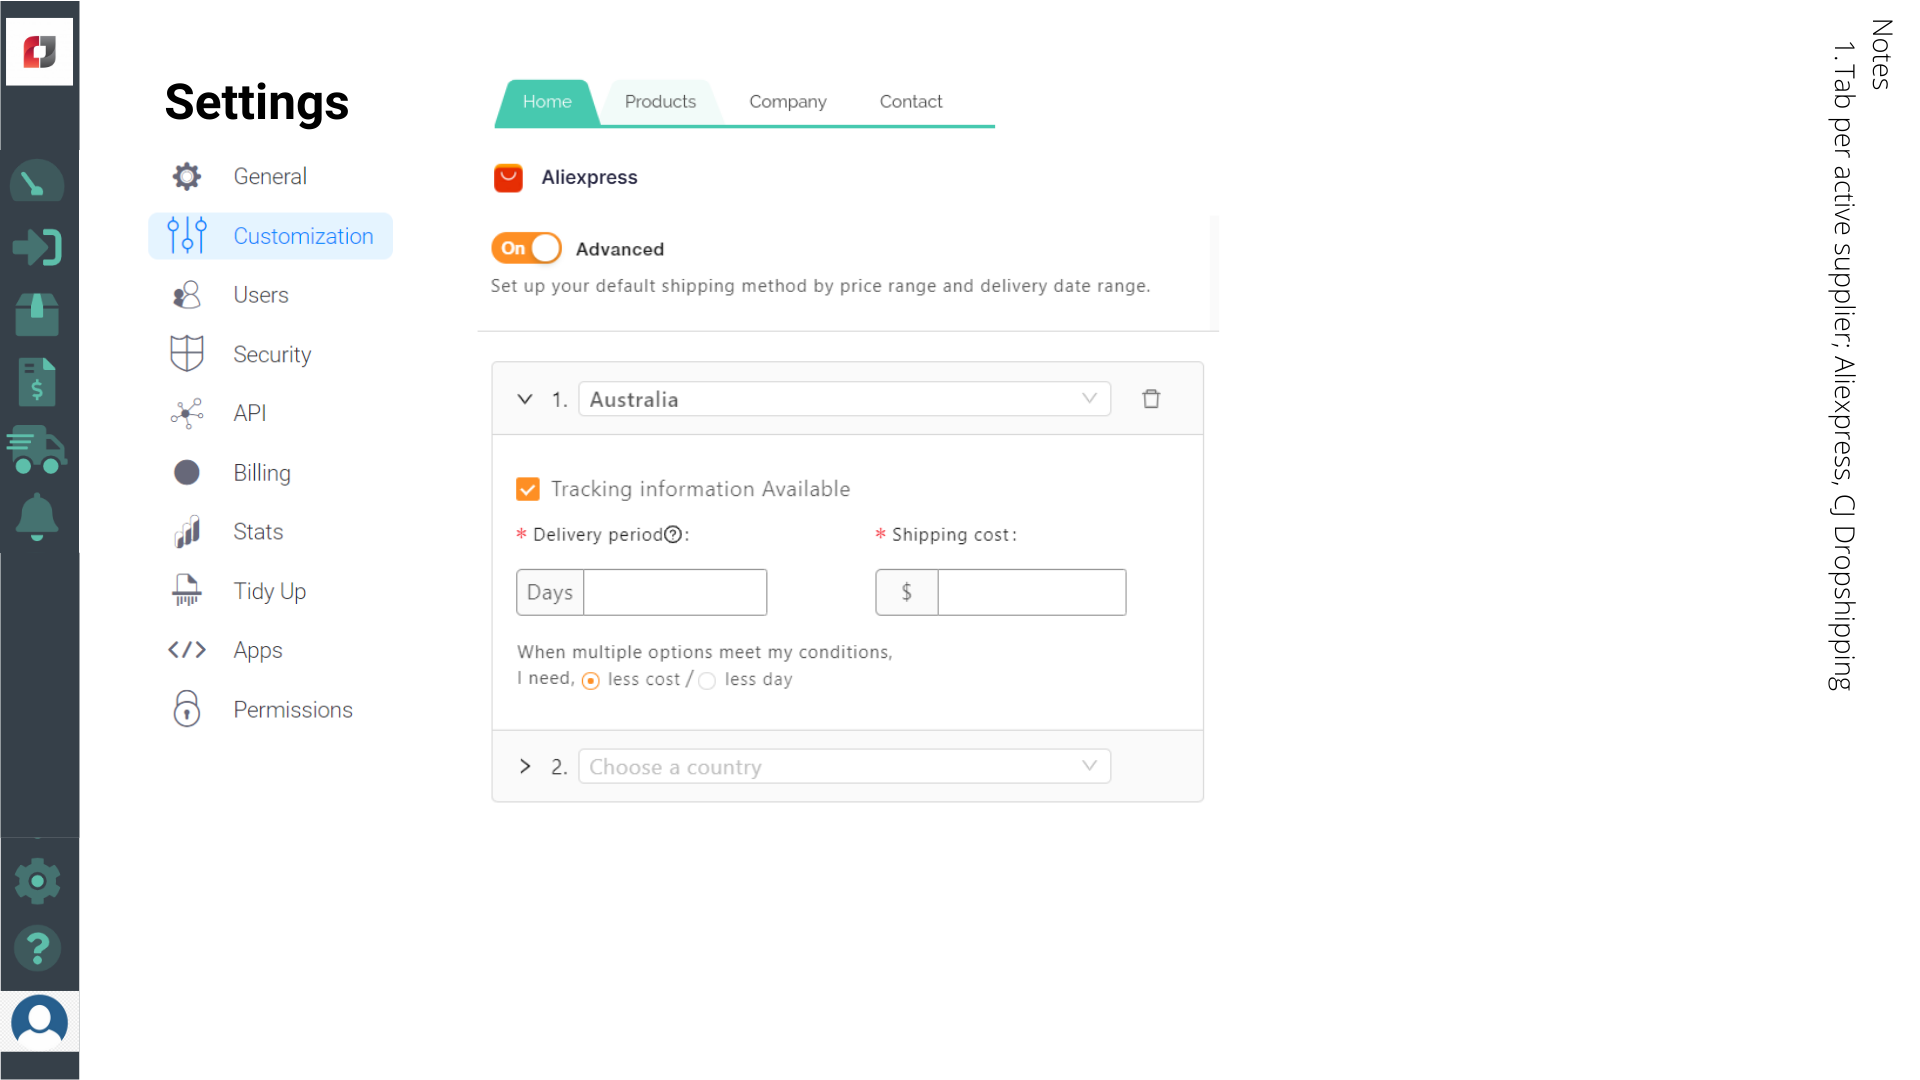 Settings
General
Customization
Users
Security
API
Billing
Stats
Tidy Up
Apps
Permissions
Home
Products
Company
Contact
Aliexpress
On
Advanced
Set up your default shipping method by price range and delivery date range.
1. Australia
Tracking information Available
* Delivery period?:
* Shipping cost:
Days
$
When multiple options meet my conditions,
I need, less cost / less day
2. Choose a country
Notes
1. Tab per active supplier; Aliexpress, CJ Dropshipping